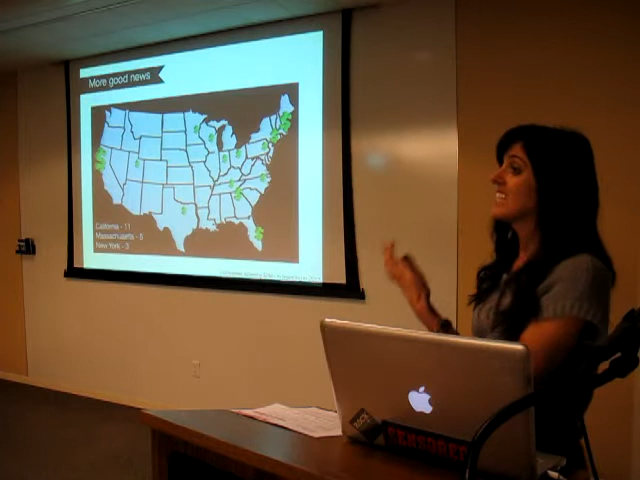 More good news
California - 11
Massachusetts - 5
New York - 3
CENSORED